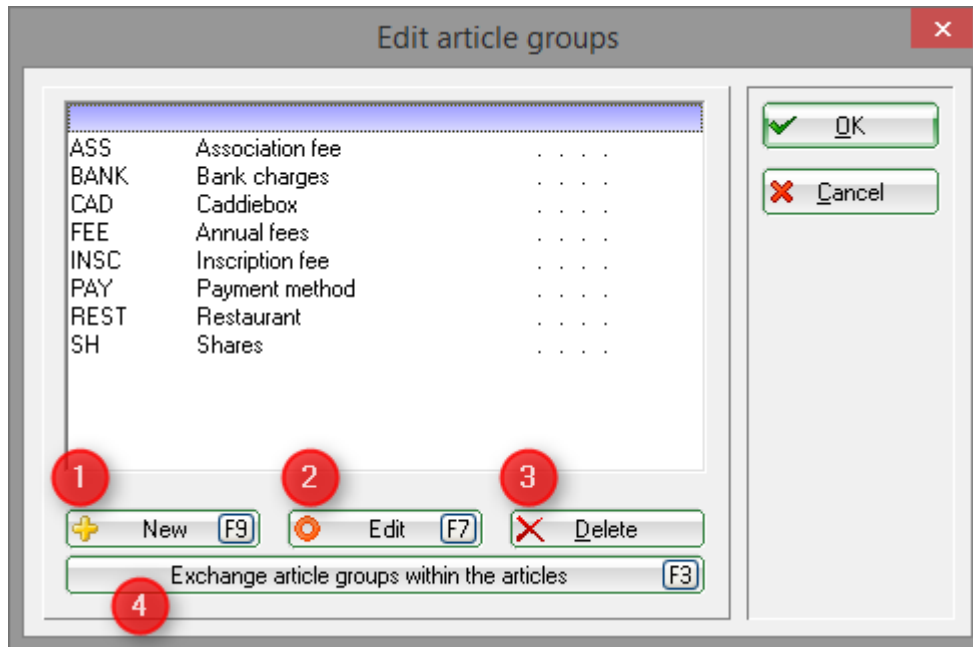 Edit article groups
ASS Association fee . . . .
BANK Bank charges . . . .
CAD Caddiebox . . . .
FEE Annual fees . . . .
INSC Inscription fee . . . .
PAY Payment method . . . .
REST Restaurant . . . .
SH Shares . . . .
OK
Cancel
1 2 3
New F9 Edit F7 Delete
Exchange article groups within the articles F3
4